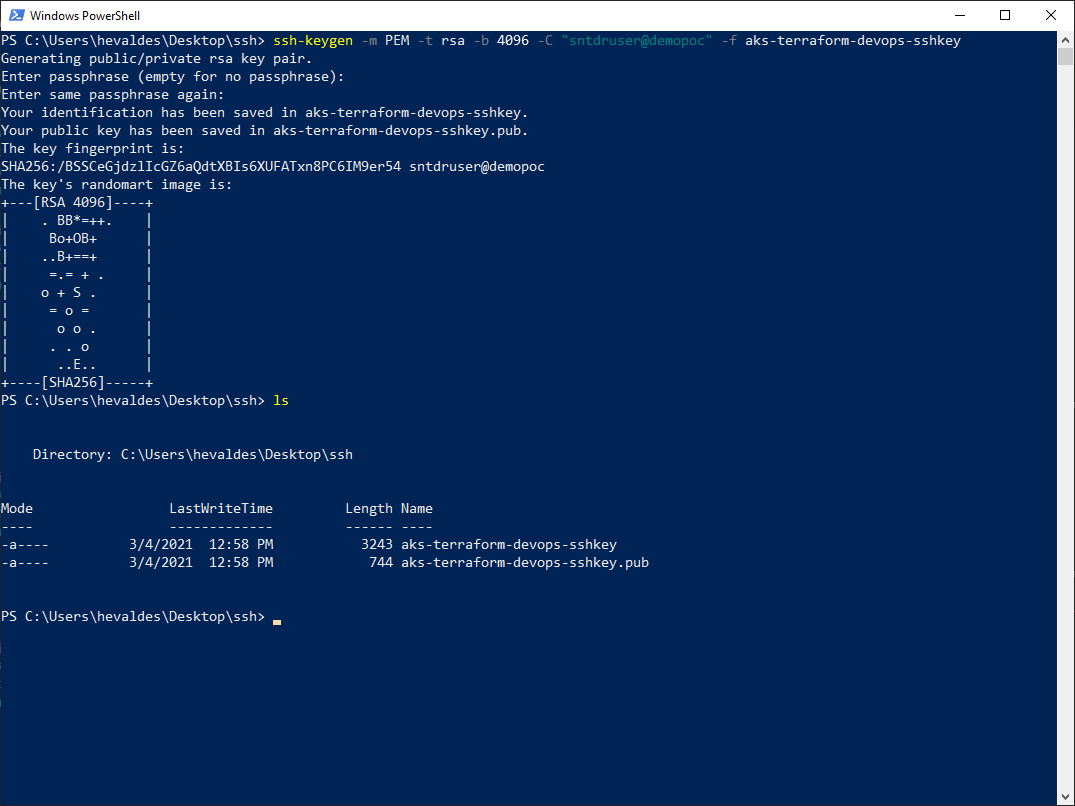 Windows PowerShell
PS C:\Users\hevaldes\Desktop\ssh> ssh-keygen -m PEM -t rsa -b 4096 -C "sntdruser@demopoc" -f aks-terraform-devops-sshkey
Generating public/private rsa key pair.
Enter passphrase (empty for no passphrase):
Enter same passphrase again:
Your identification has been saved in aks-terraform-devops-sshkey.
Your public key has been saved in aks-terraform-devops-sshkey.pub.
The key fingerprint is:
SHA256:/BSSCeGjdzlIcGZ6aQdtXBIs6XUFATxn8PC6IM9er54 sntdruser@demopoc
The key's randomart image is:
+---[RSA 4096]----+
|    . BB*=++.    |
|     Bo+OB+      |
|    ..B+==+      |
|     =.= + .     |
|    o + S .      |
|     = o =       |
|      o o .      |
|     . . o       |
|      ..E..      |
+----[SHA256]-----+
PS C:\Users\hevaldes\Desktop\ssh> ls
    Directory: C:\Users\hevaldes\Desktop\ssh
Mode                 LastWriteTime         Length Name
----                 -------------         ------ ----
-a----          3/4/2021  12:58 PM           3243 aks-terraform-devops-sshkey
-a----          3/4/2021  12:58 PM            744 aks-terraform-devops-sshkey.pub
PS C:\Users\hevaldes\Desktop\ssh>